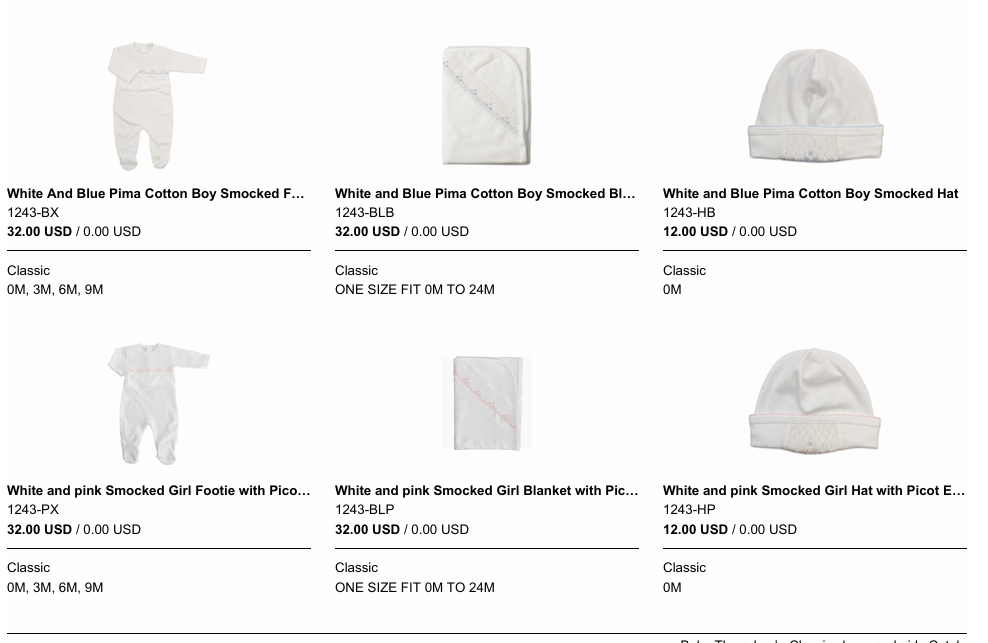 White And Blue Pima Cotton Boy Smocked F...
1243-BX
32.00 USD / 0.00 USD
Classic
0M, 3M, 6M, 9M
White and Blue Pima Cotton Boy Smocked Bl...
1243-BLB
32.00 USD / 0.00 USD
Classic
ONE SIZE FIT 0M TO 24M
White and Blue Pima Cotton Boy Smocked Hat
1243-HB
12.00 USD / 0.00 USD
Classic
0M
White and pink Smocked Girl Footie with Pico...
1243-PX
32.00 USD / 0.00 USD
Classic
0M, 3M, 6M, 9M
White and pink Smocked Girl Blanket with Pic...
1243-BLP
32.00 USD / 0.00 USD
Classic
ONE SIZE FIT 0M TO 24M
White and pink Smocked Girl Hat with Picot E...
1243-HP
12.00 USD / 0.00 USD
Classic
0M